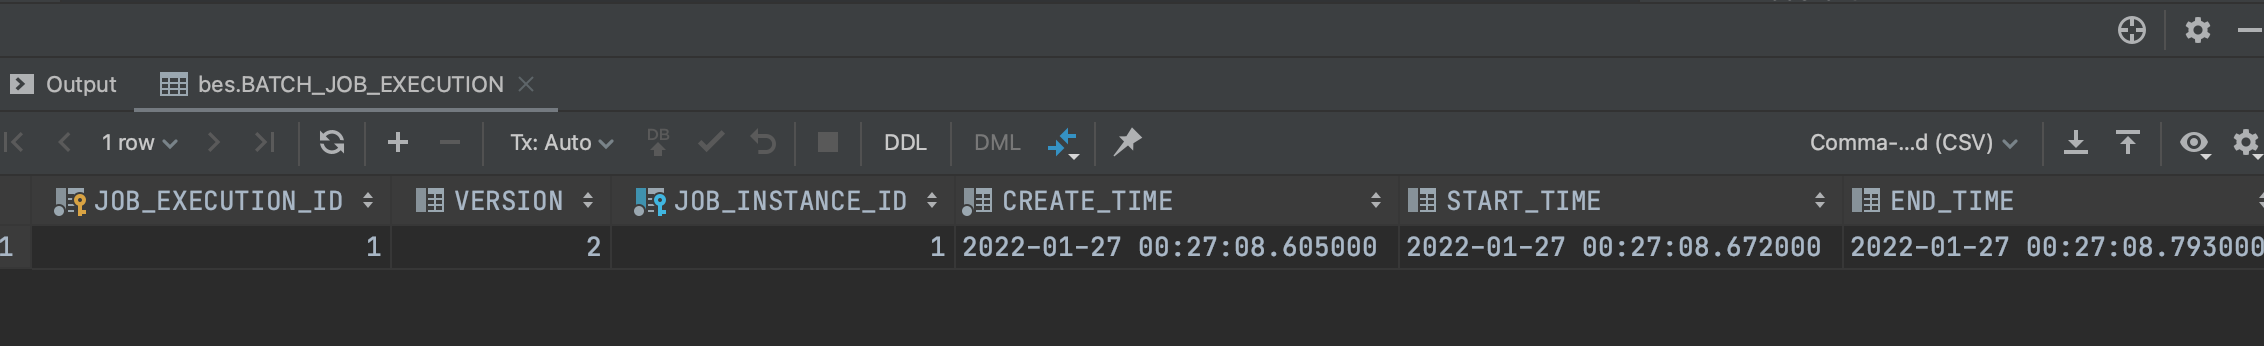 Output bes.BATCH_JOB_EXECUTION
1 row Tx: Auto DB DDL DML Comma-...d (CSV)
JOB_EXECUTION_ID VERSION JOB_INSTANCE_ID CREATE_TIME START_TIME END_TIME
1 1 2 1 2022-01-27 00:27:08.605000 2022-01-27 00:27:08.672000 2022-01-27 00:27:08.793000